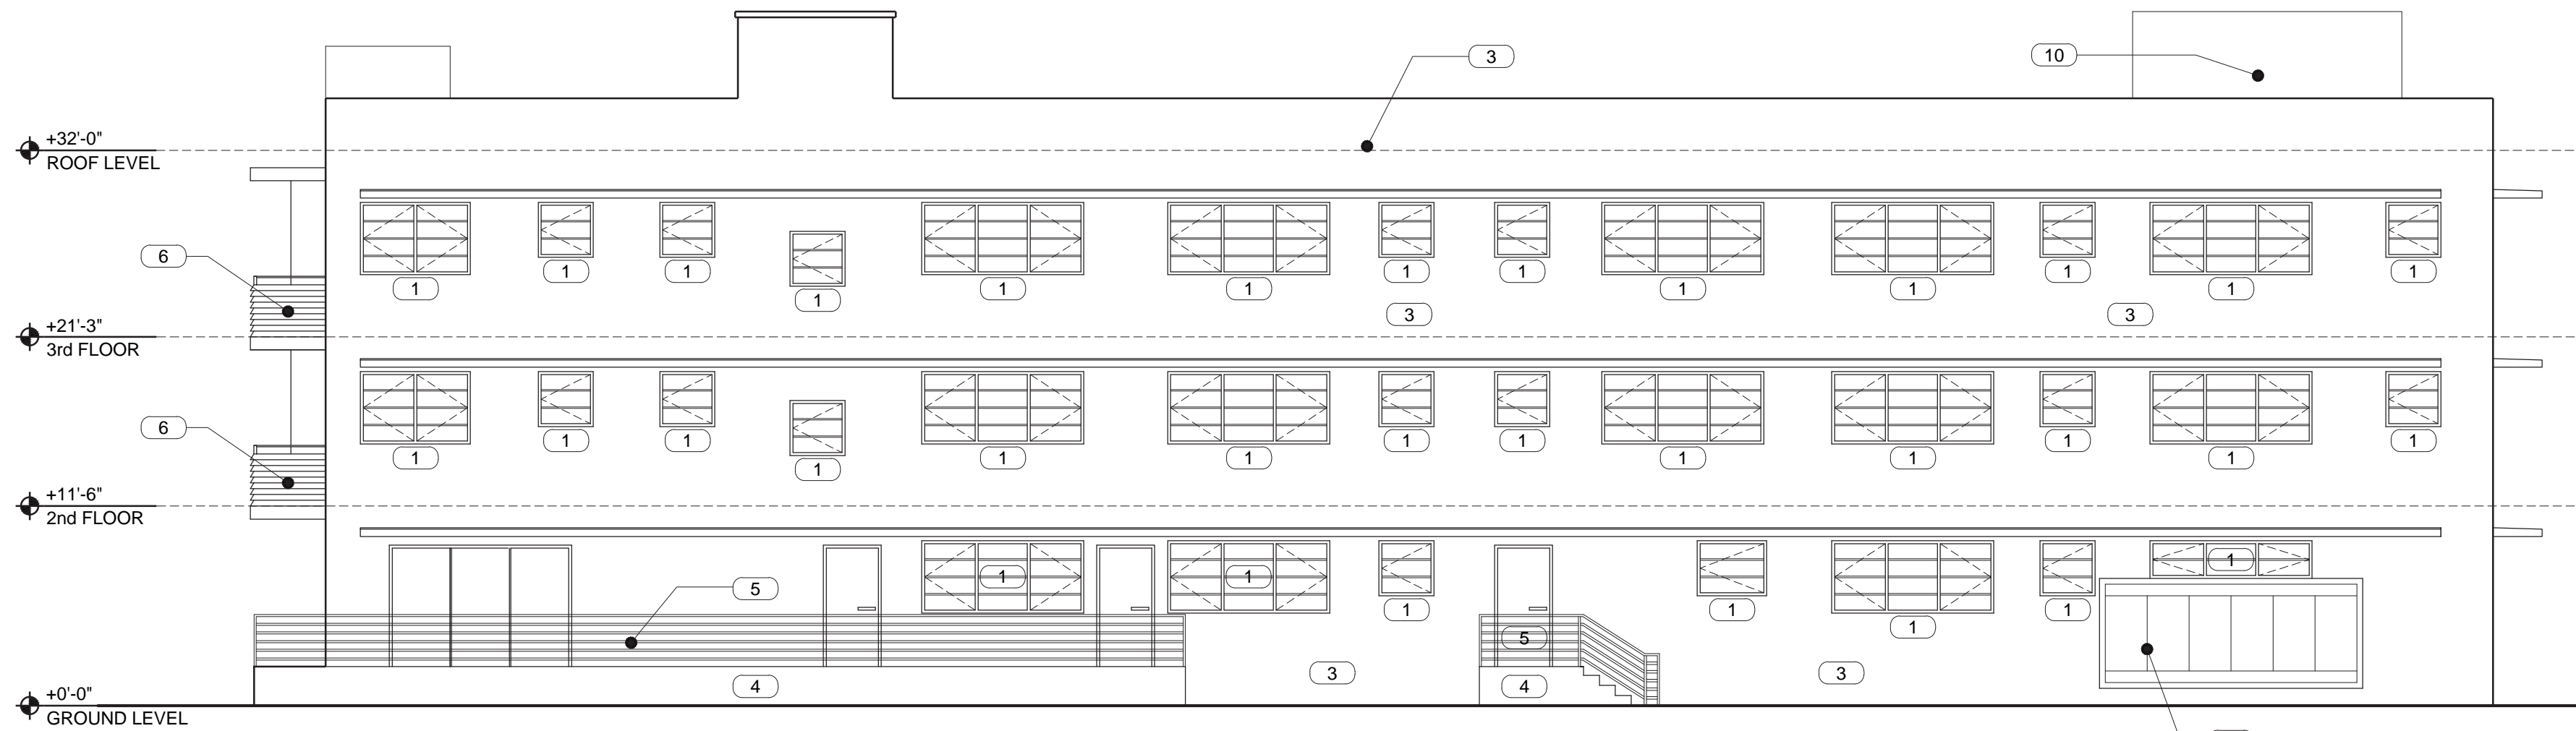 3
10
+32'-0"
ROOF LEVEL
6
1 1 1 1 1 1 1 1 1 1 1 1 1
3 3
+21'-3"
3rd FLOOR
6
1 1 1 1 1 1 1 1 1 1 1 1 1
+11'-6"
2nd FLOOR
1 1 1
5 1 1 1
1
5
3 3
4 4
+0'-0"
GROUND LEVEL